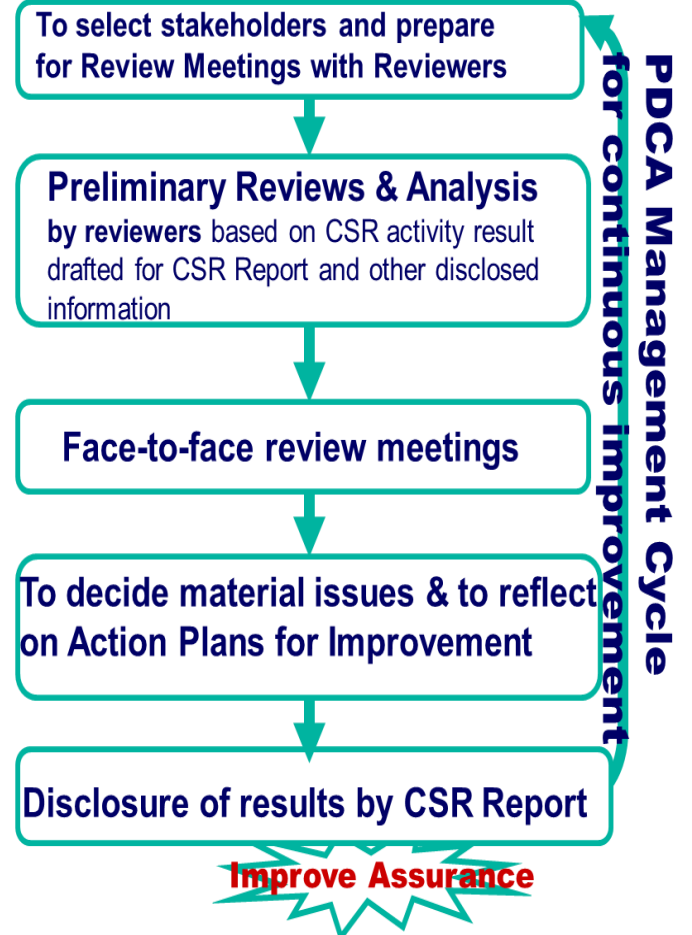 To select stakeholders and prepare
for Review Meetings with Reviewers
Preliminary Reviews & Analysis
by reviewers based on CSR activity result
drafted for CSR Report and other disclosed
information
Face-to-face review meetings
To decide material issues & to reflect
on Action Plans for Improvement
Disclosure of results by CSR Report
Improve Assurance
PDCA Management Cycle
for continuous improvement